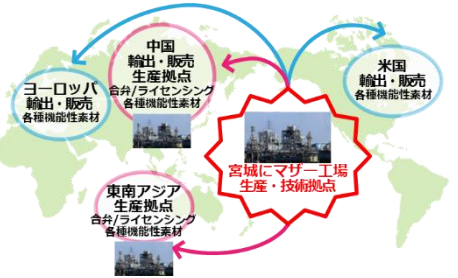 中国
輸出・販売
生産拠点
合弁/ライセンシング
各種機能性素材
米国
輸出・販売
各種機能性素材
ヨーロッパ
輸出・販売
各種機能性素材
宮城にマザー工場
生産・技術拠点
東南アジア
生産拠点
合弁/ライセンシング
各種機能性素材